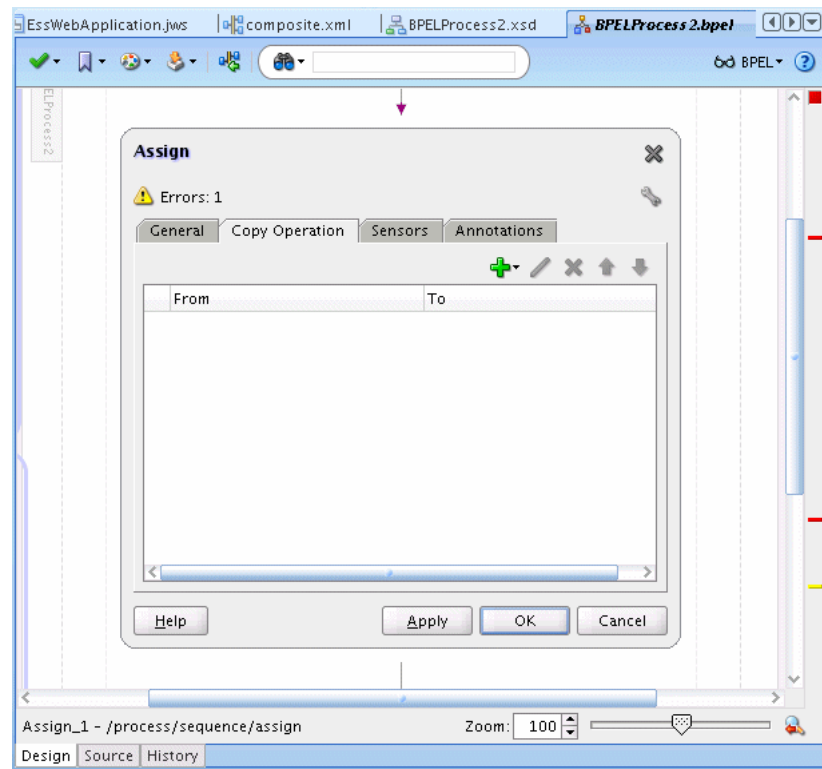 EssWebApplication.jws composite.xml BPELProcess2.xsd BPELProcess2.bpel
BPEL
ELProcess2
Assign
Errors: 1
General Copy Operation Sensors Annotations
From To
Help Apply OK Cancel
Assign_1 - /process/sequence/assign Zoom: 100
Design Source History